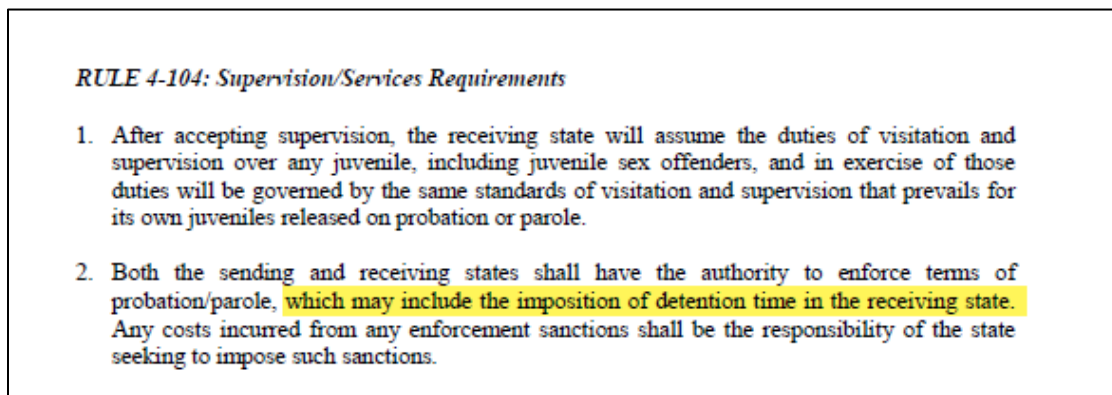 RULE 4-104: Supervision/Services Requirements
1. After accepting supervision, the receiving state will assume the duties of visitation and
supervision over any juvenile, including juvenile sex offenders, and in exercise of those
duties will be governed by the same standards of visitation and supervision that prevails for
its own juveniles released on probation or parole.
2. Both the sending and receiving states shall have the authority to enforce terms of
probation/parole, which may include the imposition of detention time in the receiving state.
Any costs incurred from any enforcement sanctions shall be the responsibility of the state
seeking to impose such sanctions.